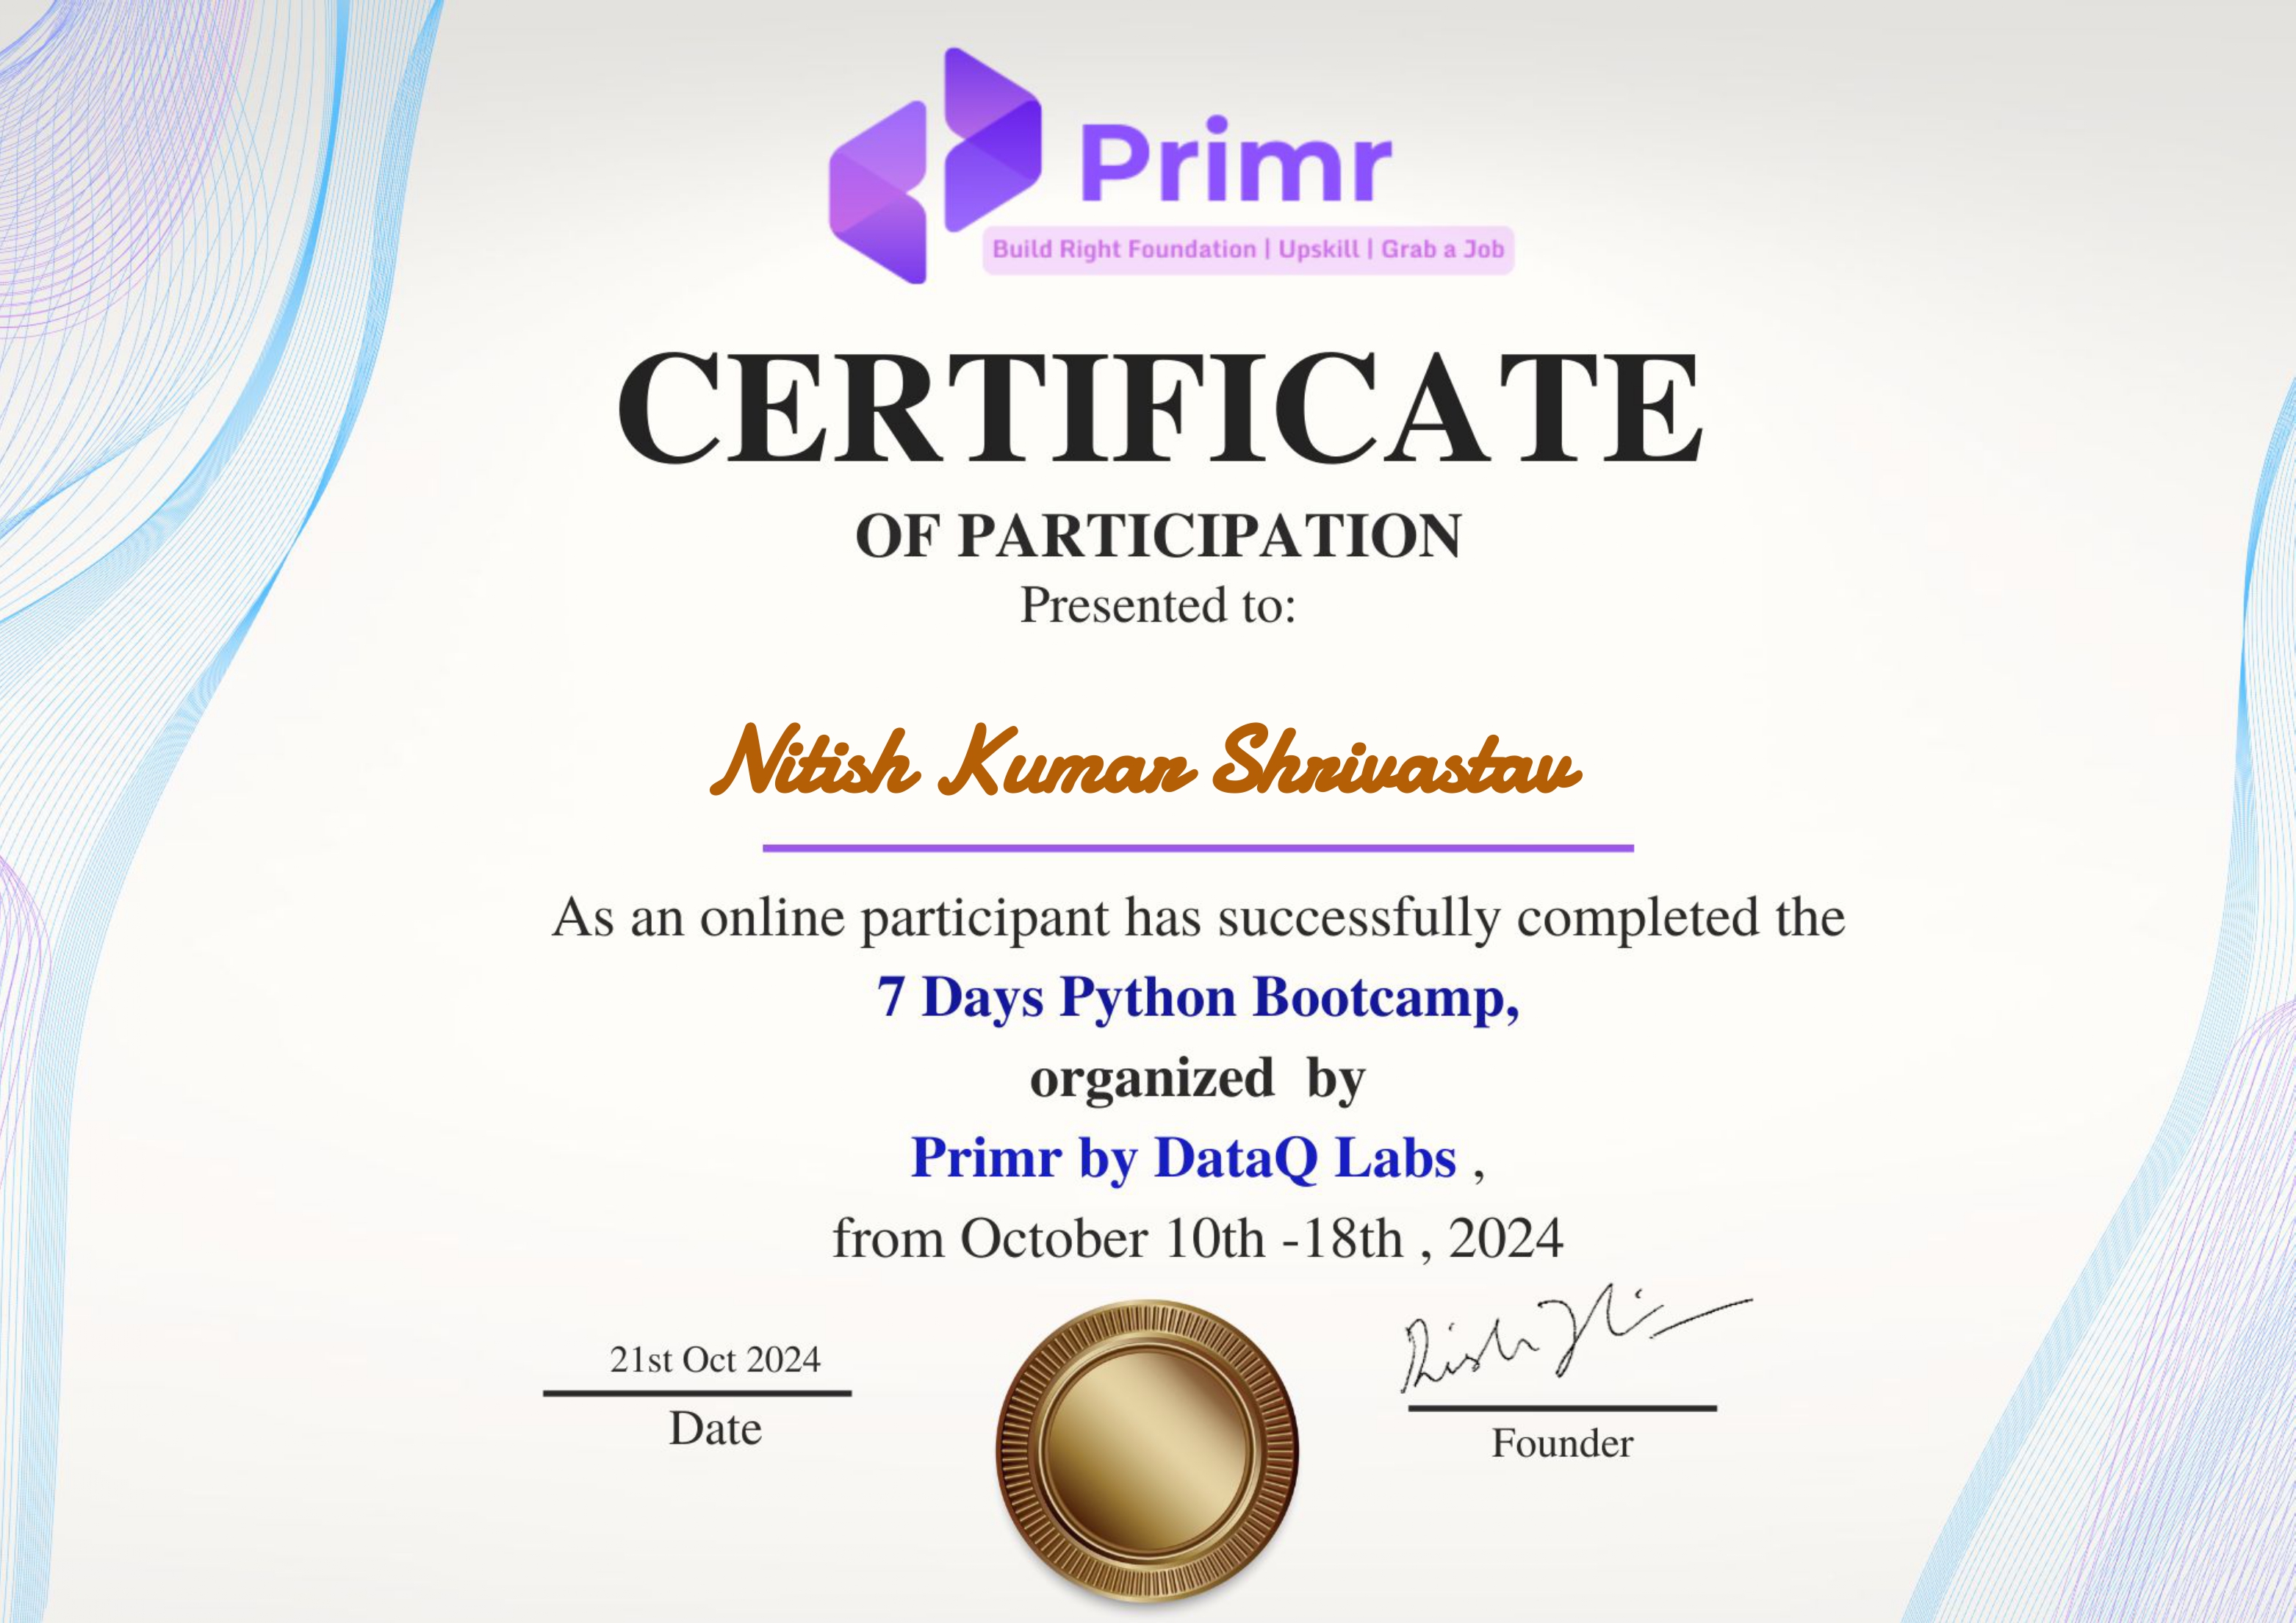 Primr
Build Right Foundation | Upskill | Grab a Job
CERTIFICATE
OF PARTICIPATION
Presented to:
Nitish Kumar Shrivastav
As an online participant has successfully completed the
7 Days Python Bootcamp,
organized by
Primr by DataQ Labs ,
from October 10th -18th , 2024
21st Oct 2024
Date
Founder